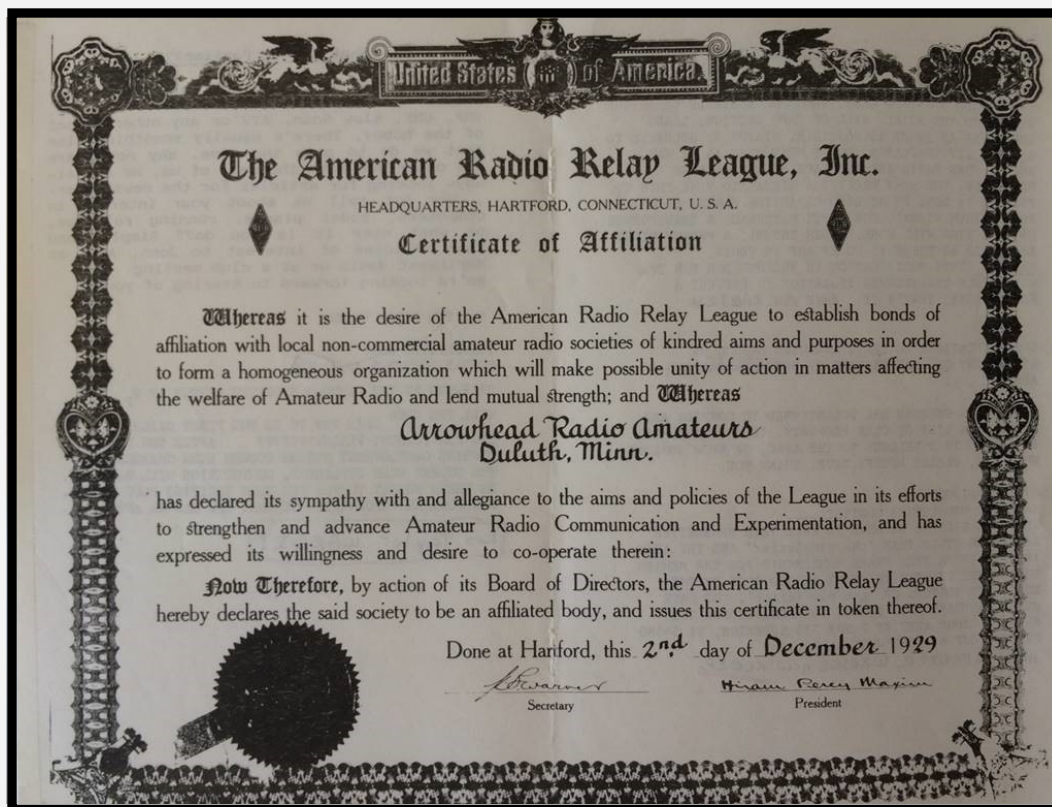 United States of America
The American Radio Relay League, Inc.
HEADQUARTERS, HARTFORD, CONNECTICUT, U. S. A.
Certificate of Affiliation
Whereas it is the desire of the American Radio Relay League to establish bonds of
affiliation with local non-commercial amateur radio societies of kindred aims and purposes in order
to form a homogeneous organization which will make possible unity of action in matters affecting
the welfare of Amateur Radio and lend mutual strength; and Whereas
Arrowhead Radio Amateurs
Duluth, Minn.
has declared its sympathy with and allegiance to the aims and policies of the League in its efforts
to strengthen and advance Amateur Radio Communication and Experimentation, and has
expressed its willingness and desire to co-operate therein:
Now Therefore, by action of its Board of Directors, the American Radio Relay League
hereby declares the said society to be an affiliated body, and issues this certificate in token thereof.
Done at Hartford, this 2nd day of December 1929
Hiram Percy Maxim
Secretary
President